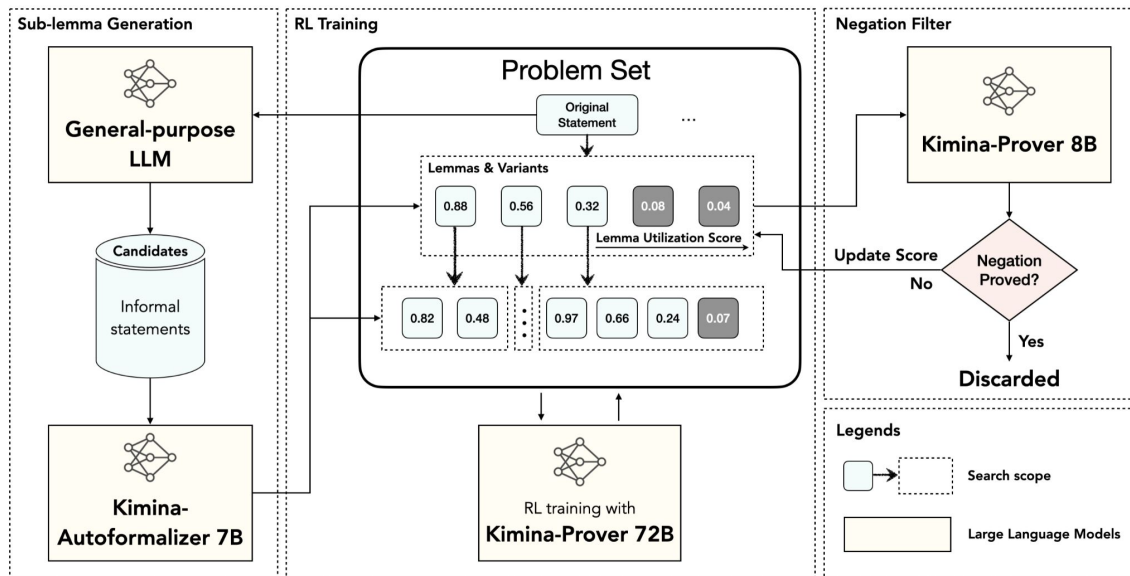 Sub-lemma Generation
General-purpose
LLM
Candidates
Informal
statements
Kimina-
Autoformalizer 7B
RL Training
Problem Set
Original
Statement
...
Lemmas & Variants
0.88 0.56 0.32 0.08 0.04
Lemma Utilization Score
0.82 0.48 0.97 0.66 0.24 0.07
RL training with
Kimina-Prover 72B
Negation Filter
Kimina-Prover 8B
Negation
Proved?
Update Score
No
Yes
Discarded
Legends
Search scope
Large Language Models